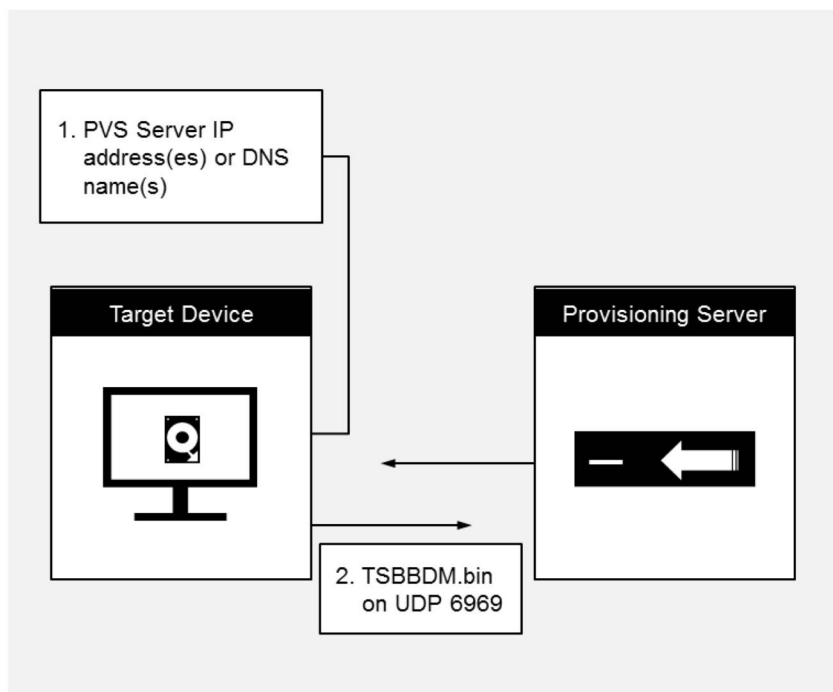 1. PVS Server IP
address(es) or DNS
name(s)
Target Device
Provisioning Server
2. TSBBDM.bin
on UDP 6969